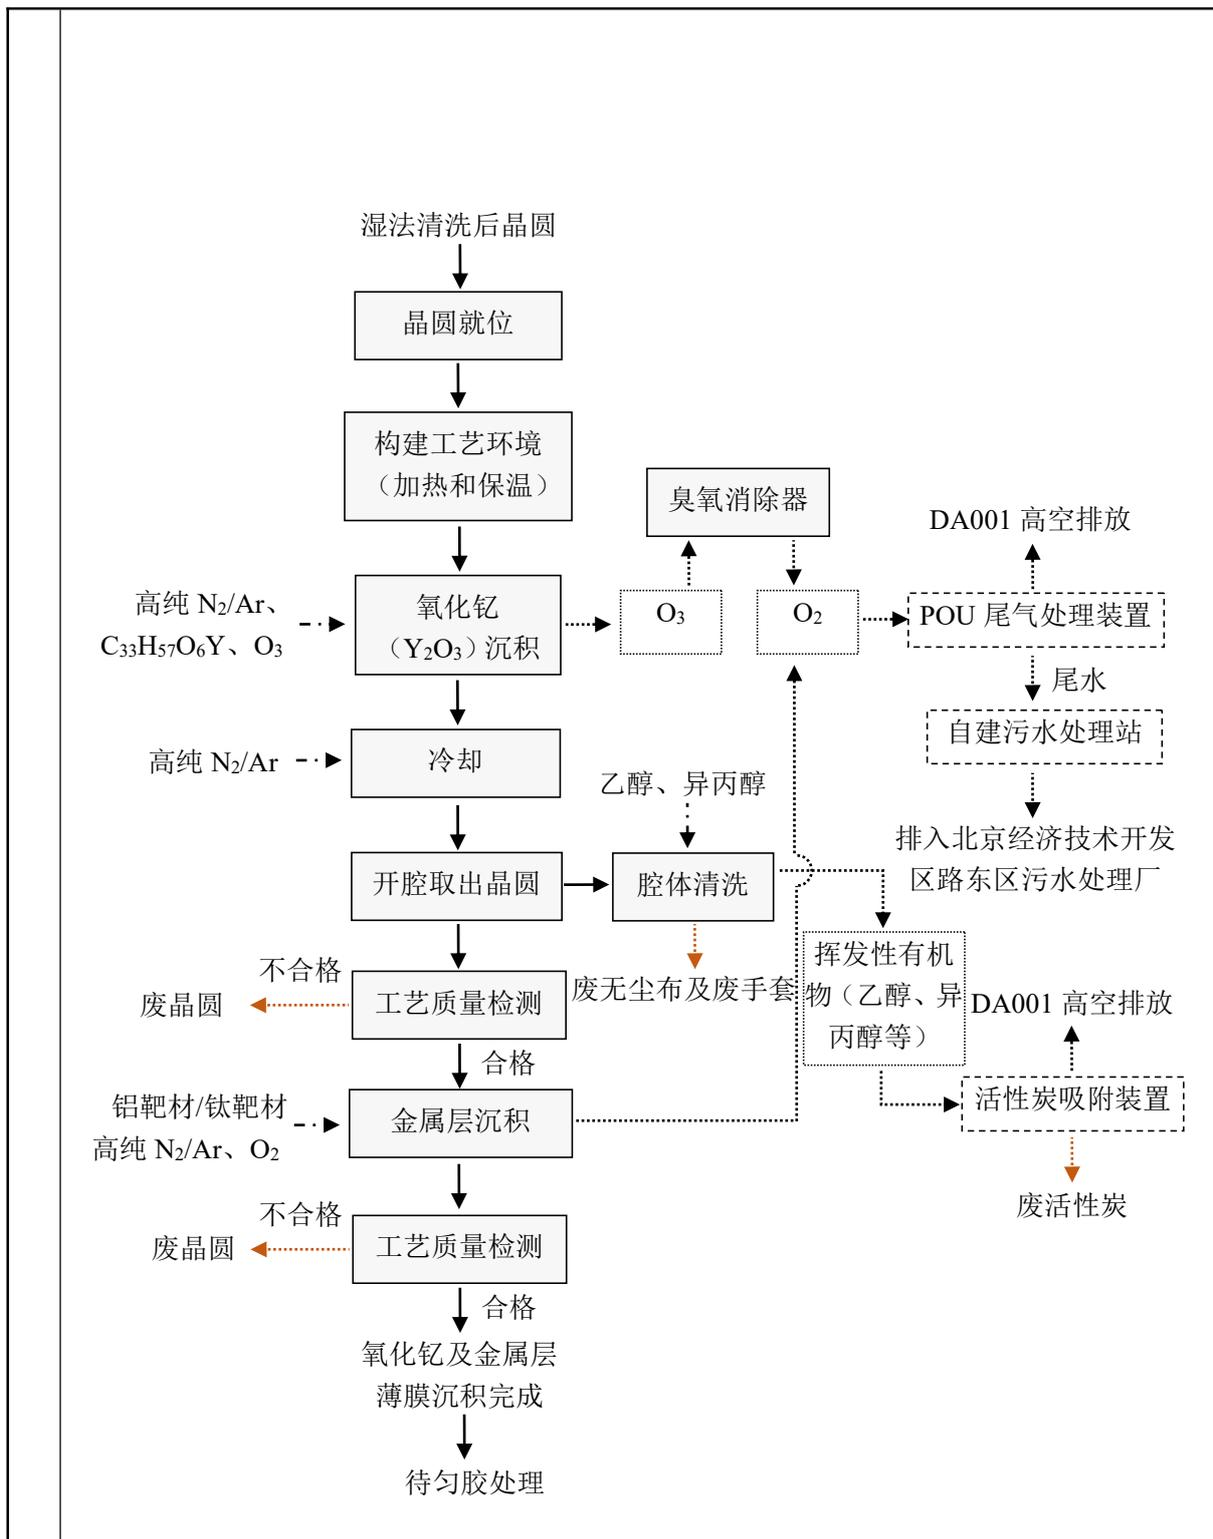 湿法清洗后晶圆
晶圆就位
构建工艺环境
（加热和保温）
臭氧消除器
DA001 高空排放
高纯 N₂/Ar、
C₃₃H₅₇O₆Y、O₃
氧化钇
（Y₂O₃）沉积
O₃
O₂
POU 尾气处理装置
尾水
自建污水处理站
高纯 N₂/Ar
冷却
乙醇、异丙醇
排入北京经济技术开发
区路东区污水处理厂
开腔取出晶圆
腔体清洗
不合格
废晶圆
工艺质量检测
废无尘布及废手套
挥发性有机
物（乙醇、异
丙醇等）
DA001 高空排放
合格
铝靶材/钛靶材
高纯 N₂/Ar、O₂
金属层沉积
活性炭吸附装置
废活性炭
不合格
废晶圆
工艺质量检测
合格
氧化钇及金属层
薄膜沉积完成
待匀胶处理